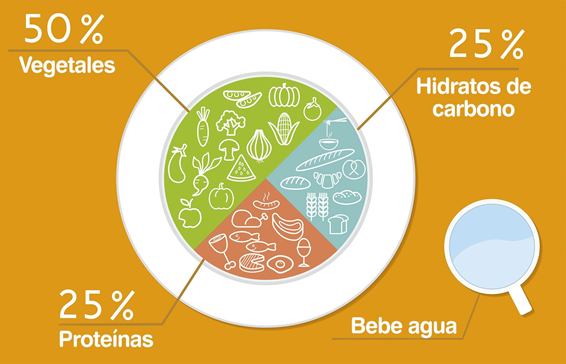 50 %
Vegetales
25 %
Hidratos de
carbono
25 %
Proteínas
Bebe agua